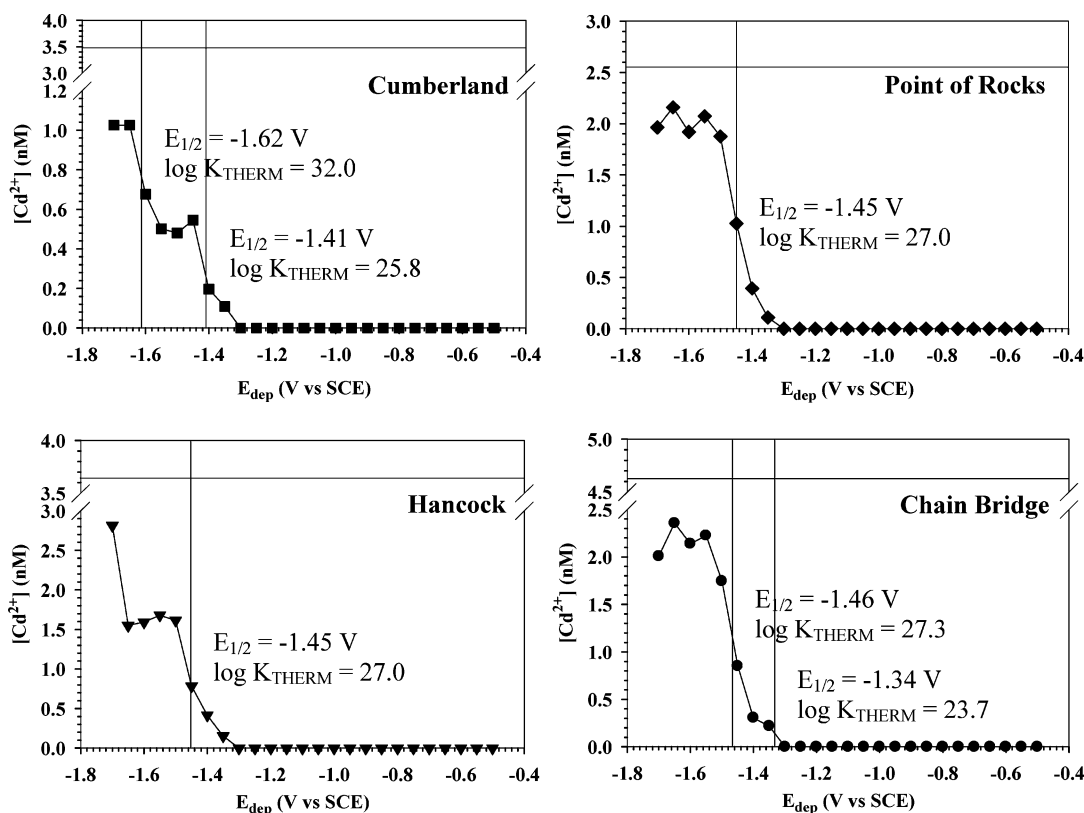 4.0
3.5
3.0
1.2
1.0
0.8
0.6
0.4
0.2
0.0
[Cd²⁺] (nM)
Cumberland
E₁/₂ = -1.62 V
log K_THERM = 32.0
E₁/₂ = -1.41 V
log K_THERM = 25.8
-1.8 -1.6 -1.4 -1.2 -1.0 -0.8 -0.6 -0.4
E_dep (V vs SCE)
3.0
2.5
2.0
1.5
1.0
0.5
0.0
[Cd²⁺] (nM)
Point of Rocks
E₁/₂ = -1.45 V
log K_THERM = 27.0
-1.8 -1.6 -1.4 -1.2 -1.0 -0.8 -0.6 -0.4
E_dep (V vs SCE)
4.0
3.5
3.0
2.5
2.0
1.5
1.0
0.5
0.0
[Cd²⁺] (nM)
Hancock
E₁/₂ = -1.45 V
log K_THERM = 27.0
-1.8 -1.6 -1.4 -1.2 -1.0 -0.8 -0.6 -0.4
E_dep (V vs SCE)
5.0
4.5
2.5
2.0
1.5
1.0
0.5
0.0
[Cd²⁺] (nM)
Chain Bridge
E₁/₂ = -1.46 V
log K_THERM = 27.3
E₁/₂ = -1.34 V
log K_THERM = 23.7
-1.8 -1.6 -1.4 -1.2 -1.0 -0.8 -0.6 -0.4
E_dep (V vs SCE)